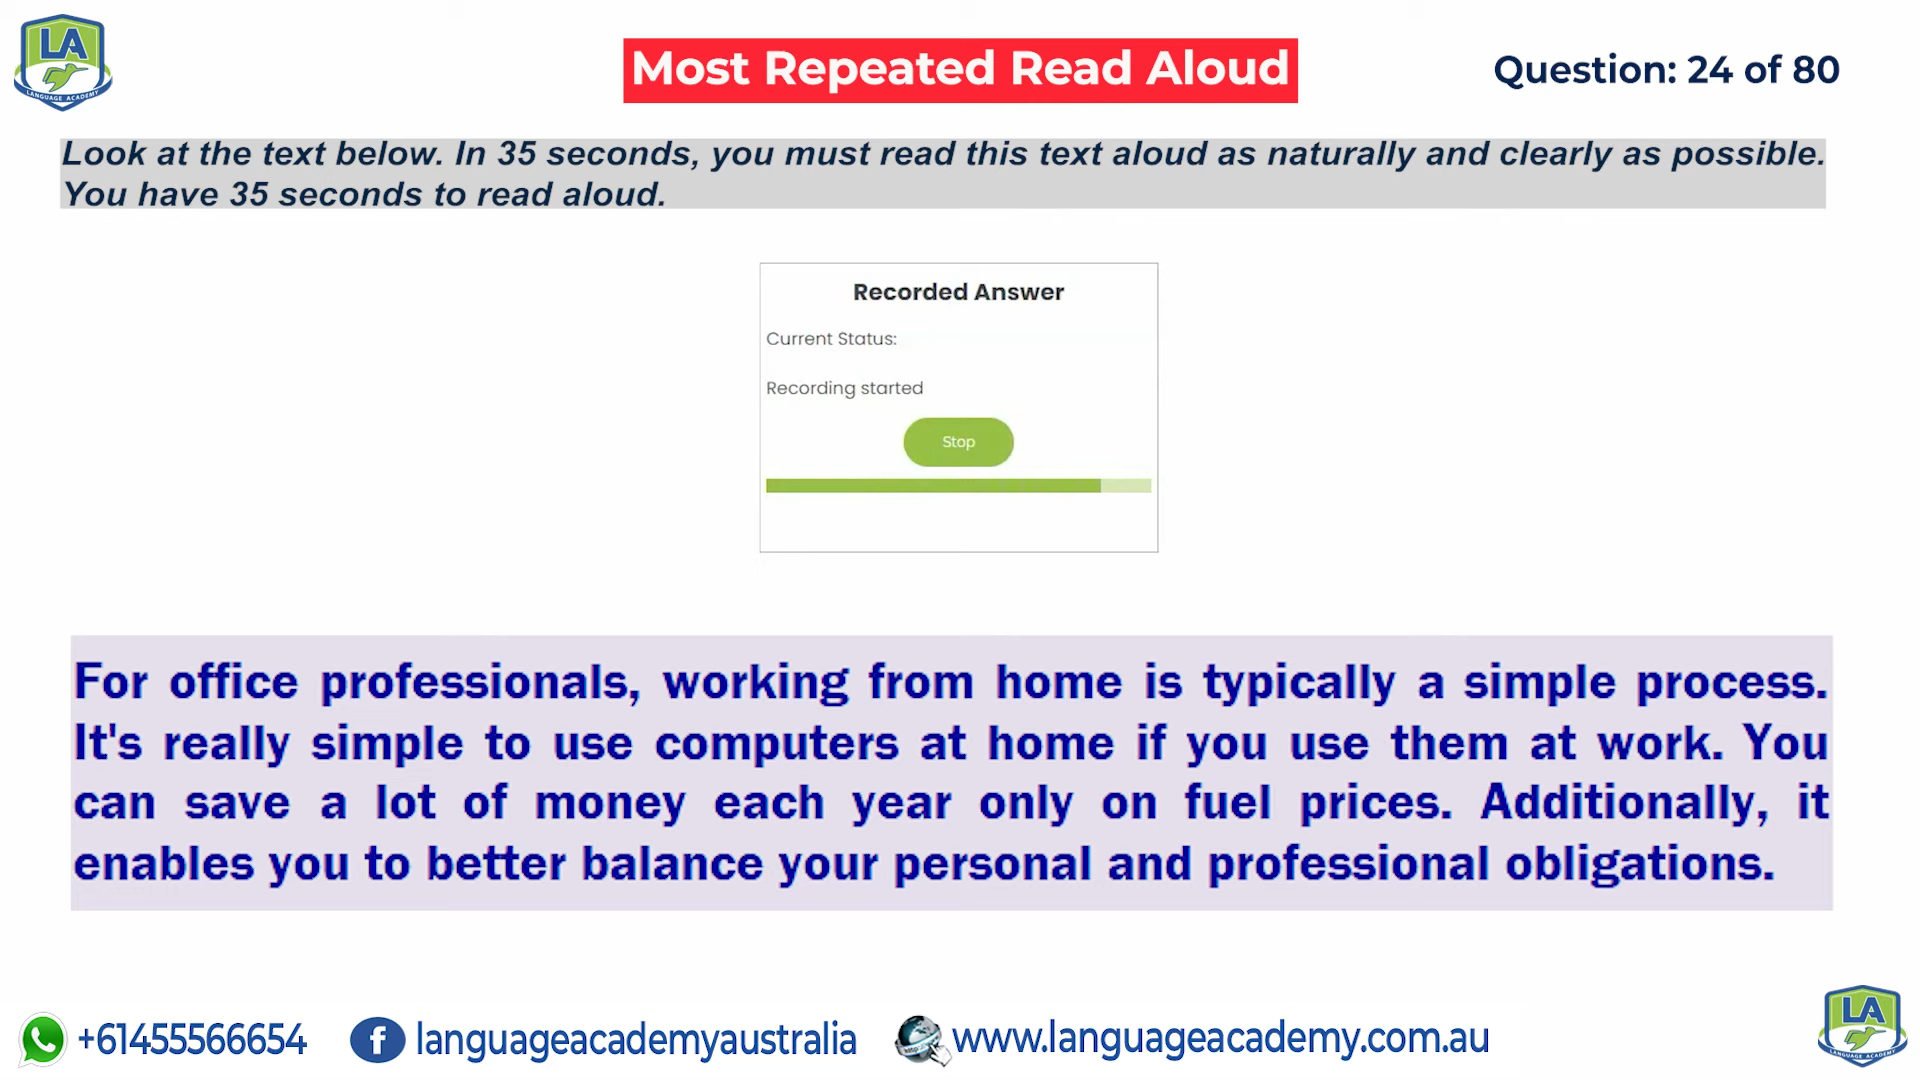 LA
LANGUAGE ACADEMY
Most Repeated Read Aloud
Question: 24 of 80
Look at the text below. In 35 seconds, you must read this text aloud as naturally and clearly as possible.
You have 35 seconds to read aloud.
Recorded Answer
Current Status:
Recording started
Stop
For office professionals, working from home is typically a simple process.
It's really simple to use computers at home if you use them at work. You
can save a lot of money each year only on fuel prices. Additionally, it
enables you to better balance your personal and professional obligations.
+61455566654
f languageacademyaustralia
http
www.languageacademy.com.au
LA
LANGUAGE ACADEMY